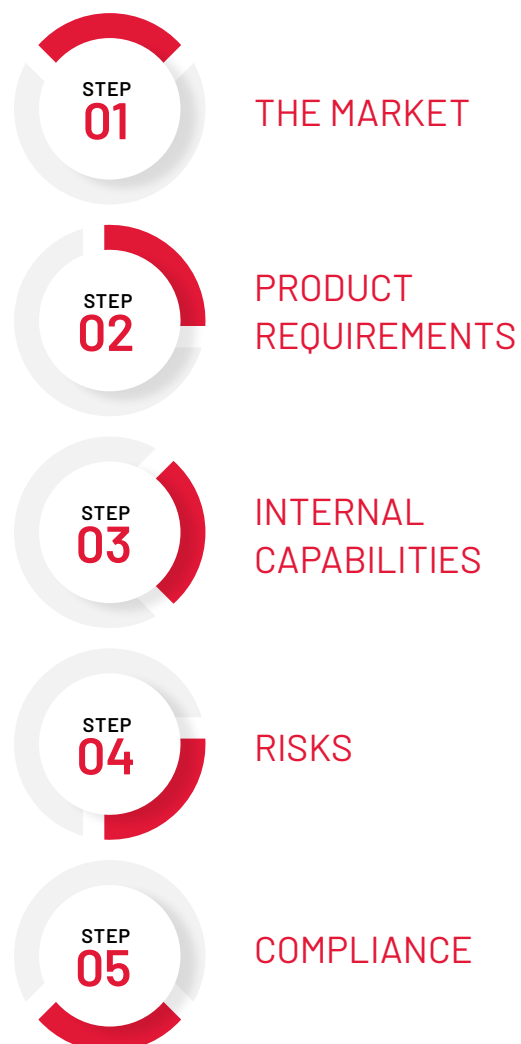 STEP
01
THE MARKET
STEP
02
PRODUCT
REQUIREMENTS
STEP
03
INTERNAL
CAPABILITIES
STEP
04
RISKS
STEP
05
COMPLIANCE